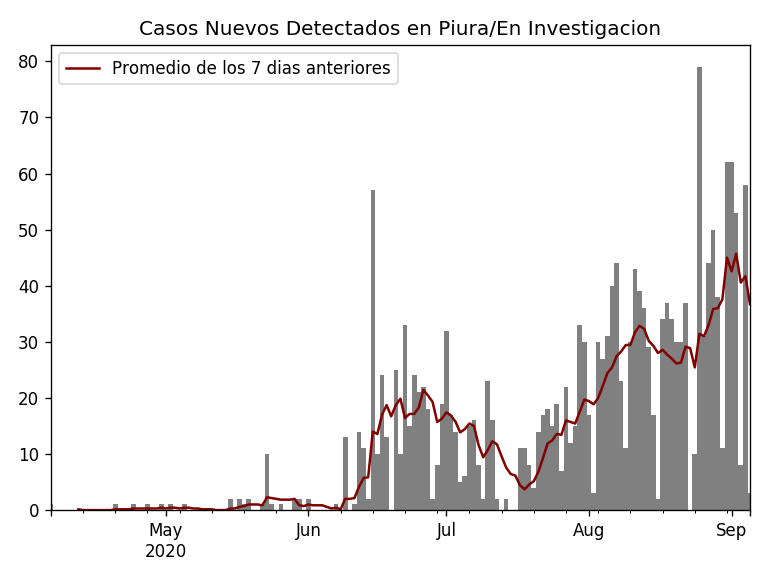 Casos Nuevos Detectados en Piura/En Investigacion
Promedio de los 7 dias anteriores
80
70
60
50
40
30
20
10
0
May
2020
Jun
Jul
Aug
Sep